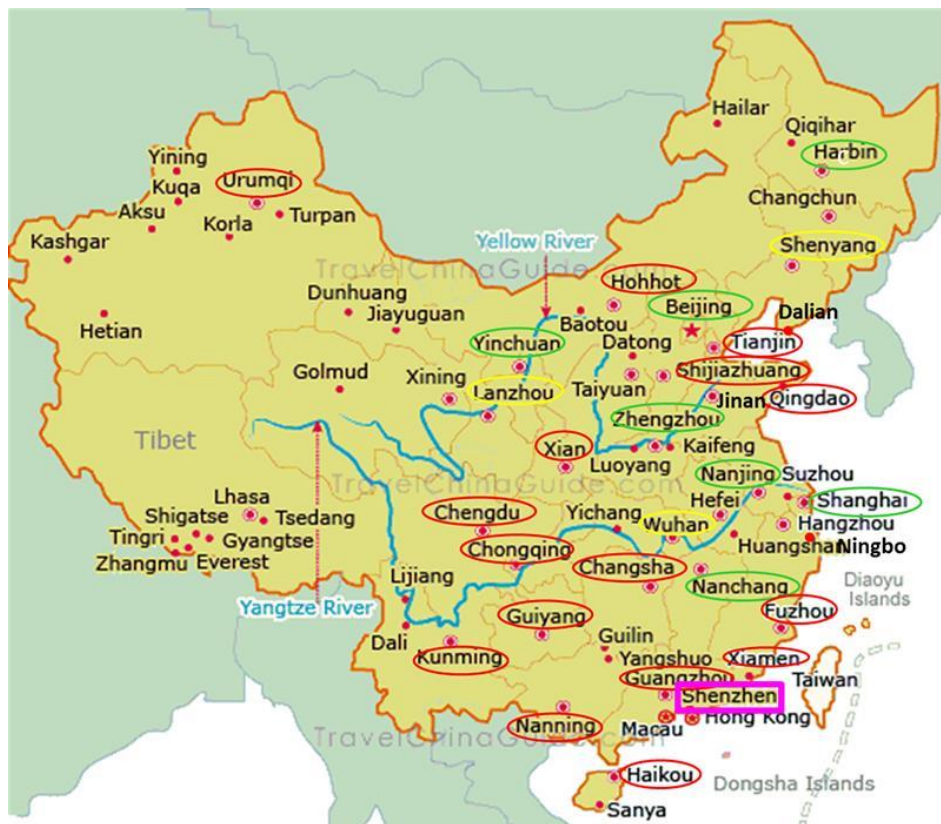 Hailar
Qiqihar
Harbin
Yining
Urumqi
Kuqa
Changchun
Aksu
Korla
Turpan
Kashgar
Yellow River
Shenyang
TravelChinaGuide.com
Hohhot
Dunhuang
Beijing
Jiayuguan
Baotou
Dalian
Hetian
Yinchuan
Datong
Tianjin
Golmud
Xining
Lanzhou
Taiyuan
Shijiazhuang
Jinan
Qingdao
Zhengzhou
Tibet
Xian
Kaifeng
Luoyang
TravelChinaGuide.com
Nanjing
Suzhou
Lhasa
Hefei
Shanghai
Shigatse
Tsedang
Chengdu
Yichang
Wuhan
Hangzhou
Tingri
Gyangtse
Huangshan
Ningbo
Zhangmu
Everest
Chongqing
Changsha
Lijiang
Nanchang
Diaoyu
Islands
Yangtze River
Guiyang
Fuzhou
Dali
Kunming
Guilin
Yangshuo
Xiamen
Guangzhou
Taiwan
Shenzhen
Nanning
Macau
Hong Kong
TravelChinaGuide.com
Haikou
Dongsha Islands
Sanya